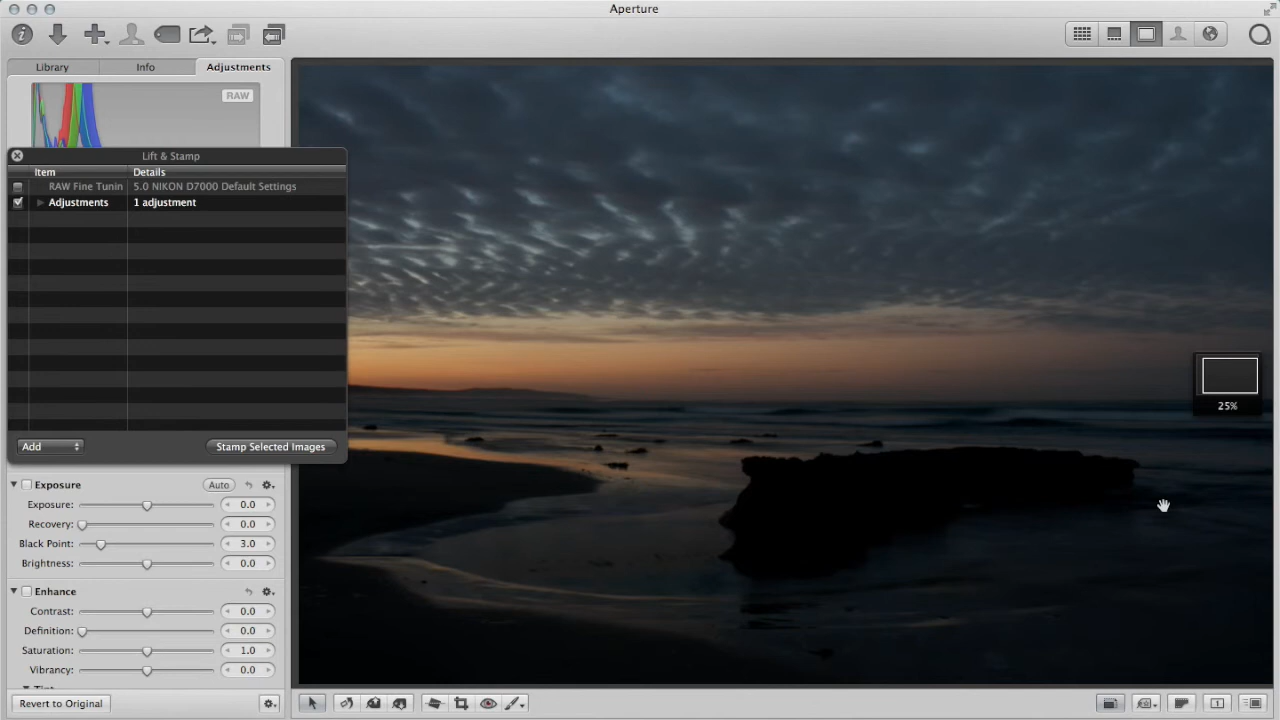 Aperture
Library
Info
Adjustments
RAW
Lift & Stamp
Item Details
RAW Fine Tunin 5.0 NIKON D7000 Default Settings
Adjustments 1 adjustment
Add
Stamp Selected Images
25%
Exposure Auto
Exposure: 0.0
Recovery: 0.0
Black Point: 3.0
Brightness: 0.0
Enhance
Contrast: 0.0
Definition: 0.0
Saturation: 1.0
Vibrancy: 0.0
Tint
Revert to Original
1